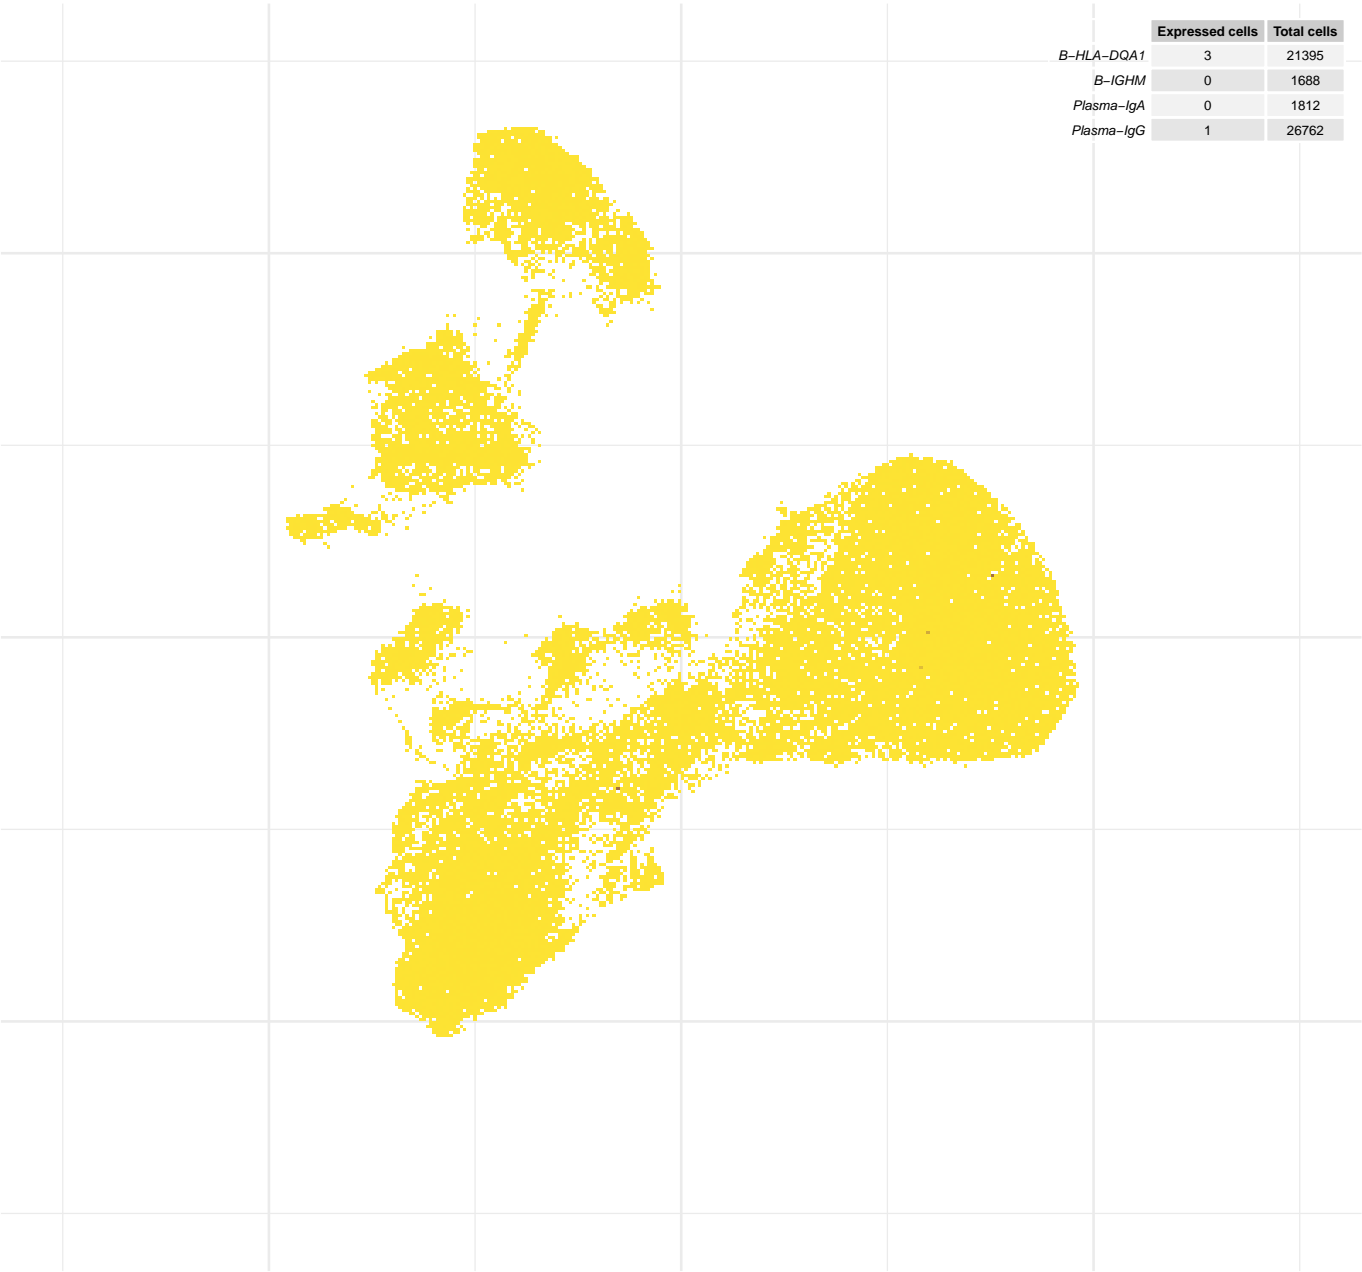 Expressed cells Total cells
B−HLA−DQA1 3 21395
B−IGHM 0 1688
Plasma−IgA 0 1812
Plasma−IgG 1 26762